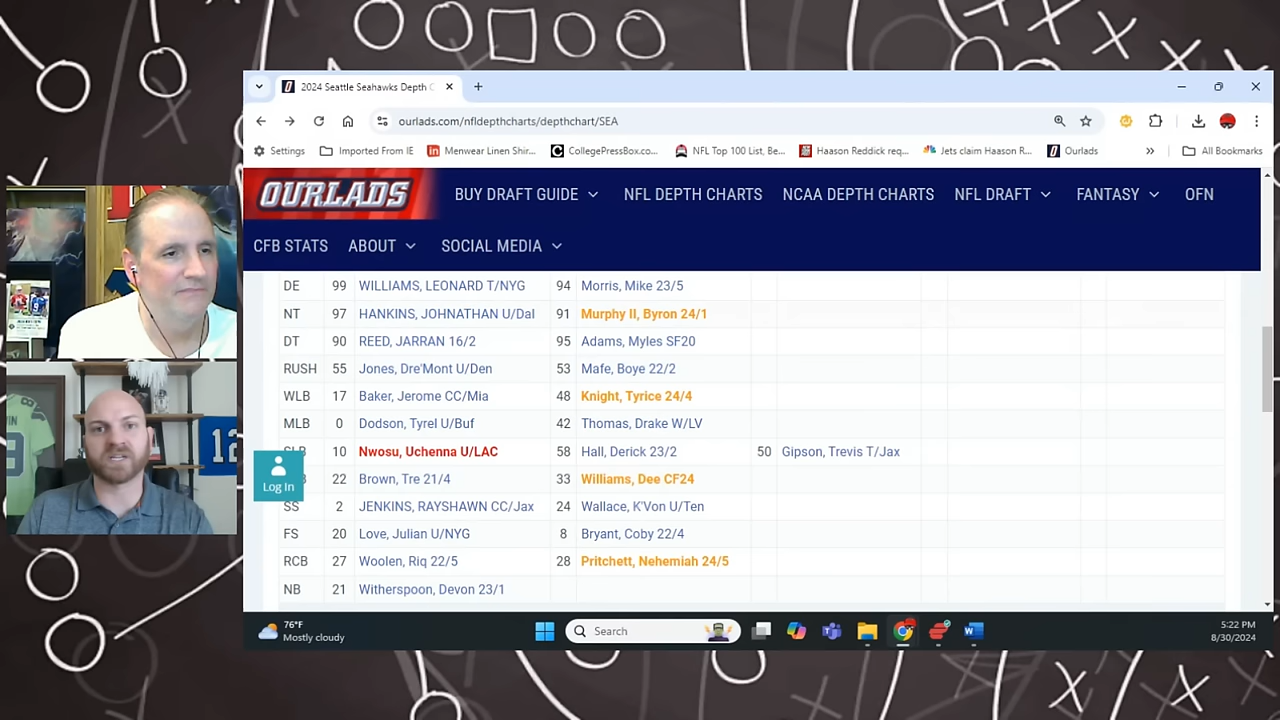 2024 Seattle Seahawks Depth C
ourlads.com/nfldepthcharts/depthchart/SEA
Settings Imported From IE Menwear Linen Shir... CollegePressBox.co... NFL Top 100 List, Be... Haason Reddick req... Jets claim Haason R... Ourlads » All Bookmarks
OURLADS BUY DRAFT GUIDE NFL DEPTH CHARTS NCAA DEPTH CHARTS NFL DRAFT FANTASY OFN
CFB STATS ABOUT SOCIAL MEDIA
DE 99 WILLIAMS, LEONARD T/NYG 94 Morris, Mike 23/5
NT 97 HANKINS, JOHNATHAN U/Dal 91 Murphy II, Byron 24/1
DT 90 REED, JARRAN 16/2 95 Adams, Myles SF20
RUSH 55 Jones, Dre'Mont U/Den 53 Mafe, Boye 22/2
WLB 17 Baker, Jerome CC/Mia 48 Knight, Tyrice 24/4
MLB 0 Dodson, Tyrel U/Buf 42 Thomas, Drake W/LV
10 Nwosu, Uchenna U/LAC 58 Hall, Derick 23/2 50 Gipson, Trevis T/Jax
22 Brown, Tre 21/4 33 Williams, Dee CF24
SS 2 JENKINS, RAYSHAWN CC/Jax 24 Wallace, K'Von U/Ten
FS 20 Love, Julian U/NYG 8 Bryant, Coby 22/4
RCB 27 Woolen, Riq 22/5 28 Pritchett, Nehemiah 24/5
NB 21 Witherspoon, Devon 23/1
Log In
12
76°F
Mostly cloudy
Search
5:22 PM
8/30/2024